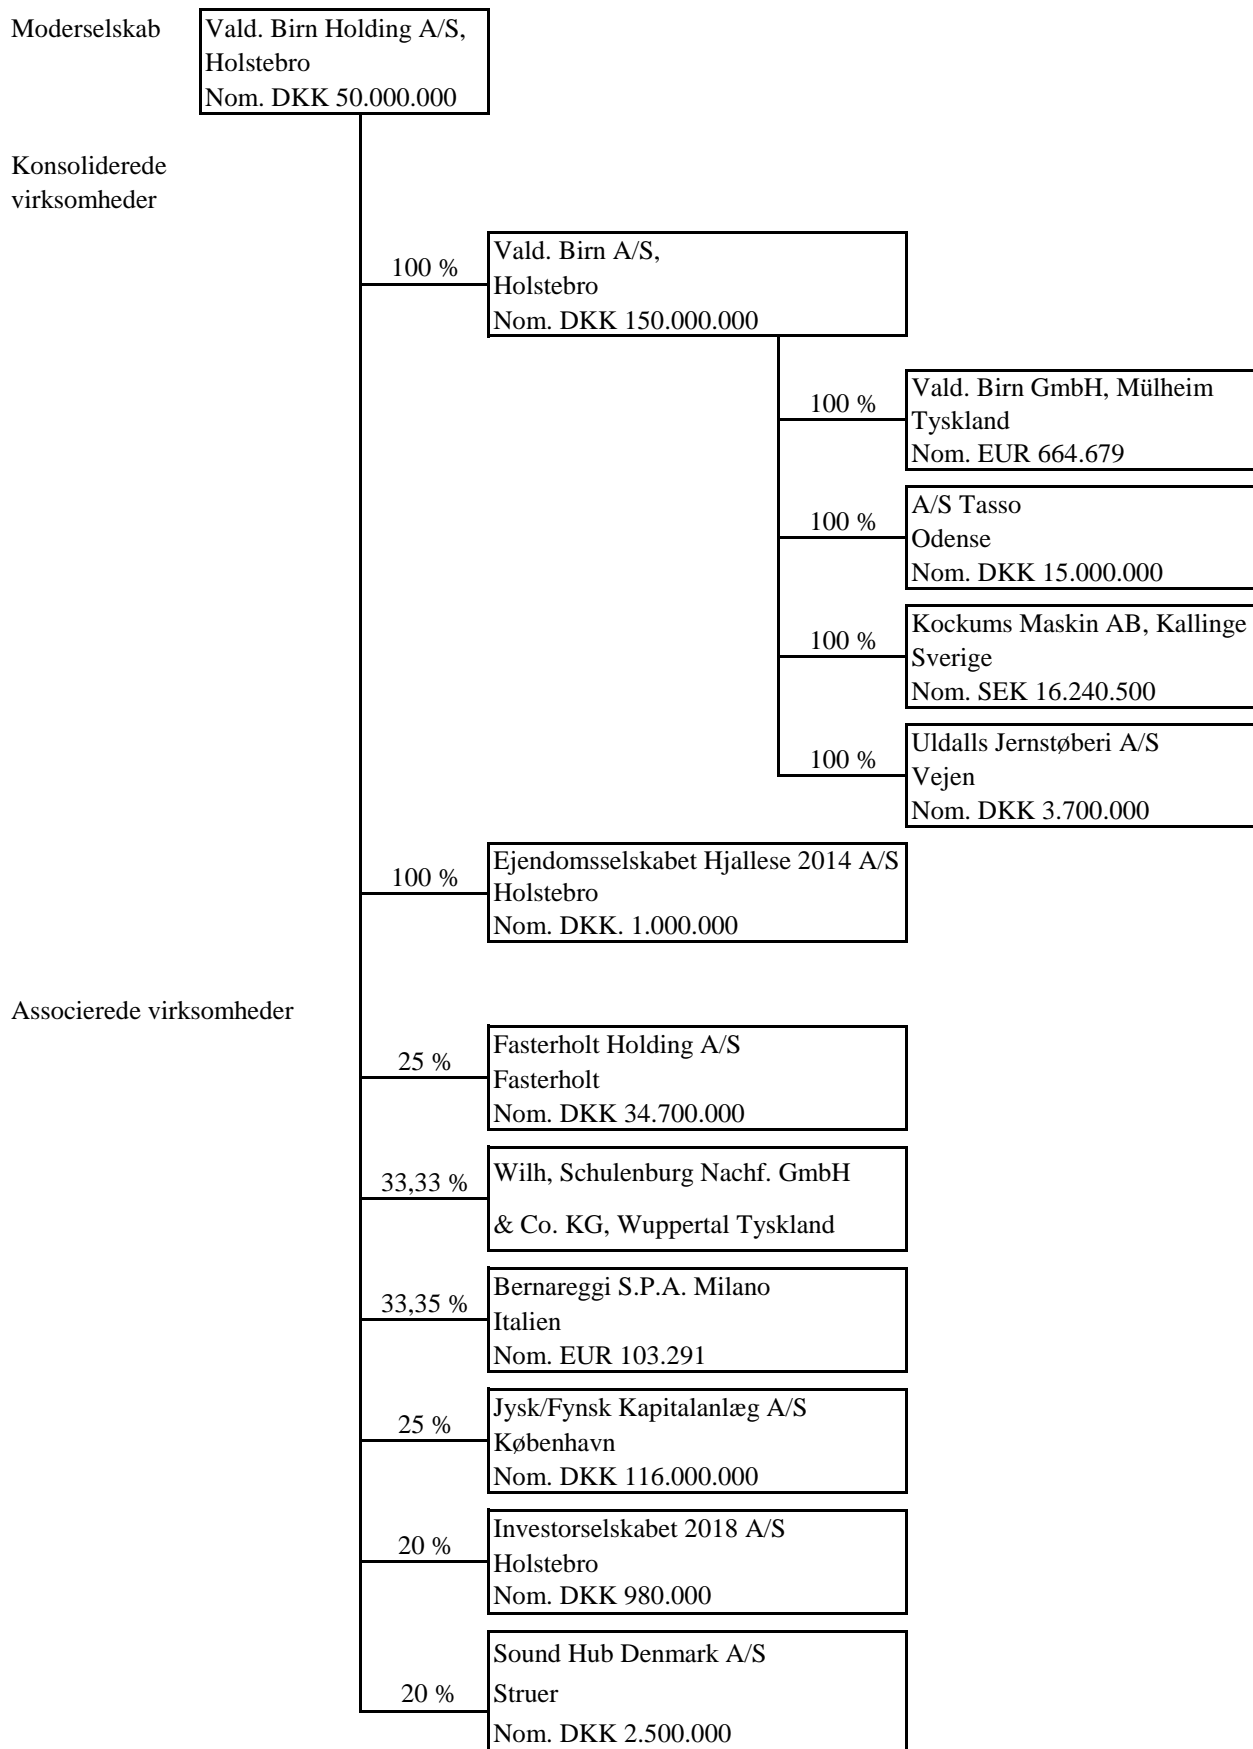 Moderselskab
Vald. Birn Holding A/S,
Holstebro
Nom. DKK 50.000.000
Konsoliderede
virksomheder
100 %
Vald. Birn A/S,
Holstebro
Nom. DKK 150.000.000
100 %
Vald. Birn GmbH, Mülheim
Tyskland
Nom. EUR 664.679
100 %
A/S Tasso
Odense
Nom. DKK 15.000.000
100 %
Kockums Maskin AB, Kallinge
Sverige
Nom. SEK 16.240.500
100 %
Uldalls Jernstøberi A/S
Vejen
Nom. DKK 3.700.000
100 %
Ejendomsselskabet Hjallese 2014 A/S
Holstebro
Nom. DKK. 1.000.000
Associerede virksomheder
25 %
Fasterholt Holding A/S
Fasterholt
Nom. DKK 34.700.000
33,33 %
Wilh, Schulenburg Nachf. GmbH
& Co. KG, Wuppertal Tyskland
33,35 %
Bernareggi S.P.A. Milano
Italien
Nom. EUR 103.291
25 %
Jysk/Fynsk Kapitalanlæg A/S
København
Nom. DKK 116.000.000
20 %
Investorselskabet 2018 A/S
Holstebro
Nom. DKK 980.000
20 %
Sound Hub Denmark A/S
Struer
Nom. DKK 2.500.000